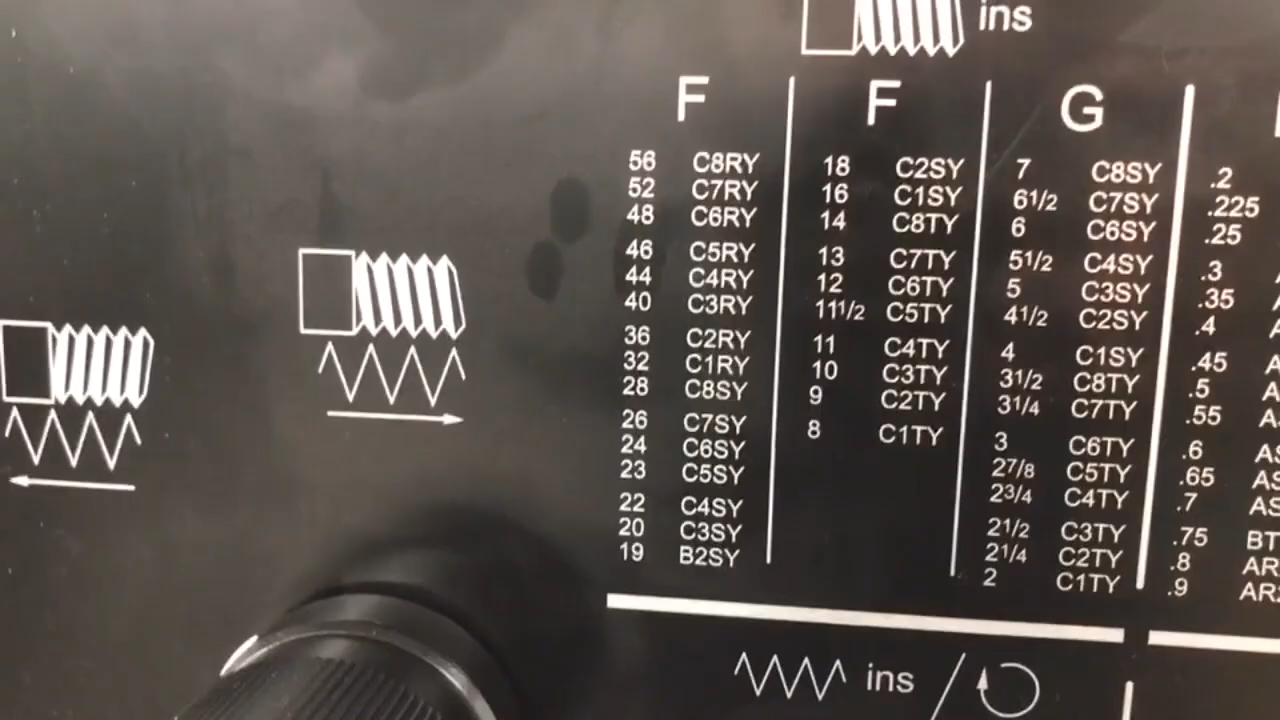 ins
F F G
56 C8RY 18 C2SY 7 C8SY .2
52 C7RY 16 C1SY 6 1/2 C7SY .225
48 C6RY 14 C8TY 6 C6SY .25
46 C5RY 13 C7TY 5 1/2 C4SY .3
44 C4RY 12 C6TY 5 C3SY .35
40 C3RY 11 1/2 C5TY 4 1/2 C2SY .4
36 C2RY 11 C4TY 4 C1SY .45
32 C1RY 10 C3TY 3 1/2 C8TY .5
28 C8SY 9 C2TY 3 1/4 C7TY .55
26 C7SY 8 C1TY 3 C6TY .6
24 C6SY 2 7/8 C5TY .65
23 C5SY 2 3/4 C4TY .7
22 C4SY 2 1/2 C3TY .75 BT
20 C3SY 2 1/4 C2TY .8 AR
19 B2SY 2 C1TY .9
ins /